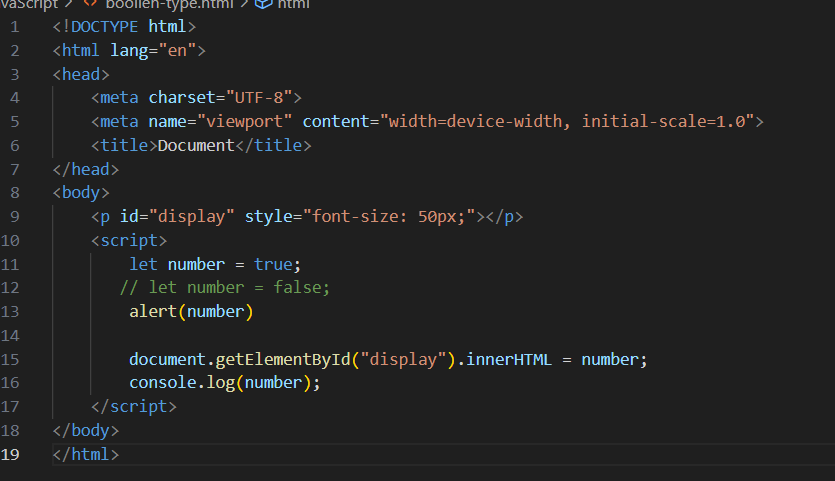 vaScript > <> boollen-type.html > html
1 <!DOCTYPE html>
2 <html lang="en">
3 <head>
4     <meta charset="UTF-8">
5     <meta name="viewport" content="width=device-width, initial-scale=1.0">
6     <title>Document</title>
7 </head>
8 <body>
9     <p id="display" style="font-size: 50px;"></p>
10     <script>
11         let number = true;
12        // let number = false;
13         alert(number)
14
15         document.getElementById("display").innerHTML = number;
16         console.log(number);
17     </script>
18 </body>
19 </html>